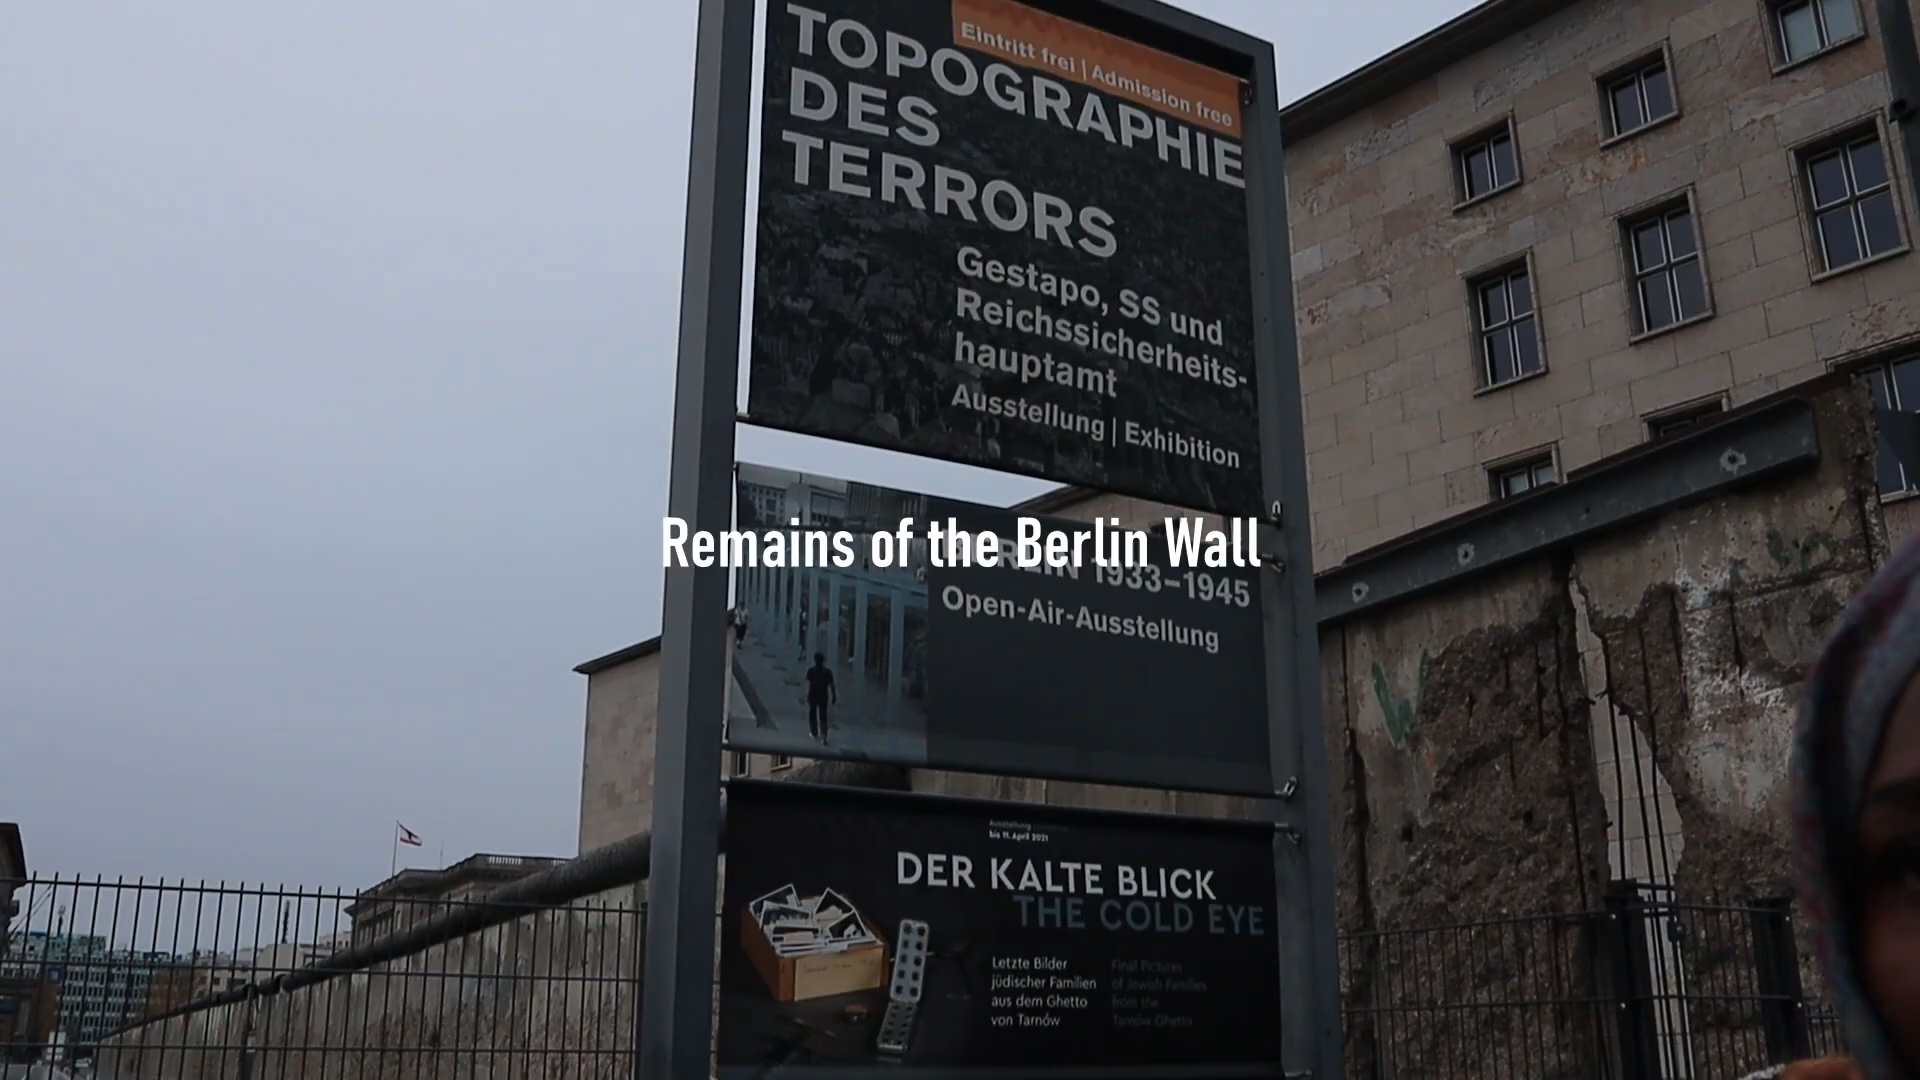 Eintritt frei | Admission free
TOPOGRAPHIE
DES
TERRORS
Gestapo, SS und
Reichssicherheits-
hauptamt
Ausstellung | Exhibition
Remains of the Berlin Wall
BERLIN 1933–1945
Open-Air-Ausstellung
Ausstellung
bis 11. April 2021
DER KALTE BLICK
THE COLD EYE
Letzte Bilder
jüdischer Familien
aus dem Ghetto
von Tarnów
Final Pictures
of Jewish Families
from the
Tarnów Ghetto